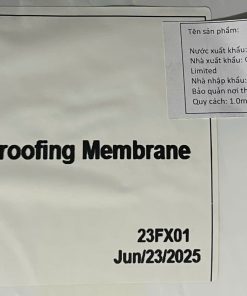 Tên sản phẩm:
Nước xuất khẩu:
Nhà xuất khẩu:
Limited
Nhà nhập khẩu:
Bảo quản nơi
Quy cách: 1.0m
roofing Membrane
23FX01
Jun/23/2025